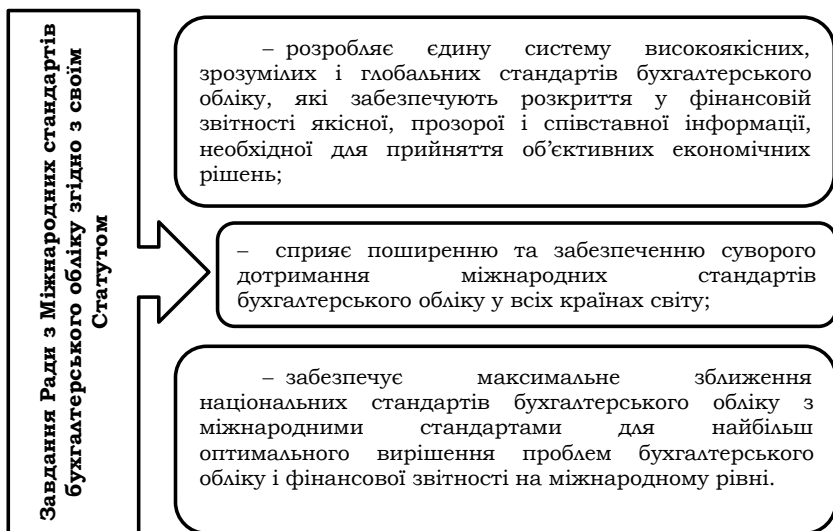 Завдання Ради з Міжнародних стандартів
бухгалтерського обліку згідно з своїм
Статутом
– розробляє єдину систему високоякісних,
зрозумілих і глобальних стандартів бухгалтерського
обліку, які забезпечують розкриття у фінансовій
звітності якісної, прозорої і співставної інформації,
необхідної для прийняття об’єктивних економічних
рішень;
– сприяє поширенню та забезпеченню суворого
дотримання міжнародних стандартів
бухгалтерського обліку у всіх країнах світу;
– забезпечує максимальне зближення
національних стандартів бухгалтерського обліку з
міжнародними стандартами для найбільш
оптимального вирішення проблем бухгалтерського
обліку і фінансової звітності на міжнародному рівні.